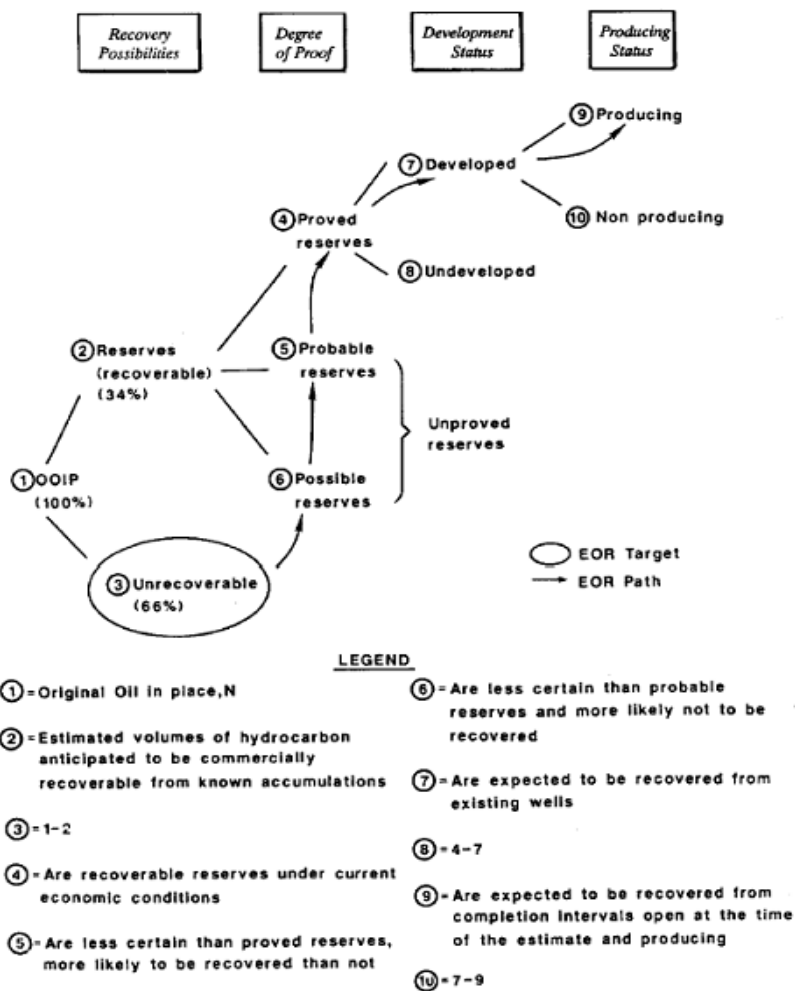 Recovery
Possibilities
Degree
of Proof
Development
Status
Producing
Status
9 Producing
7 Developed
4 Proved
reserves
10 Non producing
8 Undeveloped
2 Reserves
(recoverable)
(34%)
5 Probable
reserves
Unproved
reserves
1 OOIP
(100%)
6 Possible
reserves
3 Unrecoverable
(66%)
EOR Target
EOR Path
LEGEND
1 = Original Oil in place, N
2 = Estimated volumes of hydrocarbon
anticipated to be commercially
recoverable from known accumulations
3 = 1-2
4 = Are recoverable reserves under current
economic conditions
5 = Are less certain than proved reserves,
more likely to be recovered than not
6 = Are less certain than probable
reserves and more likely not to be
recovered
7 = Are expected to be recovered from
existing wells
8 = 4-7
9 = Are expected to be recovered from
completion intervals open at the time
of the estimate and producing
10 = 7-9